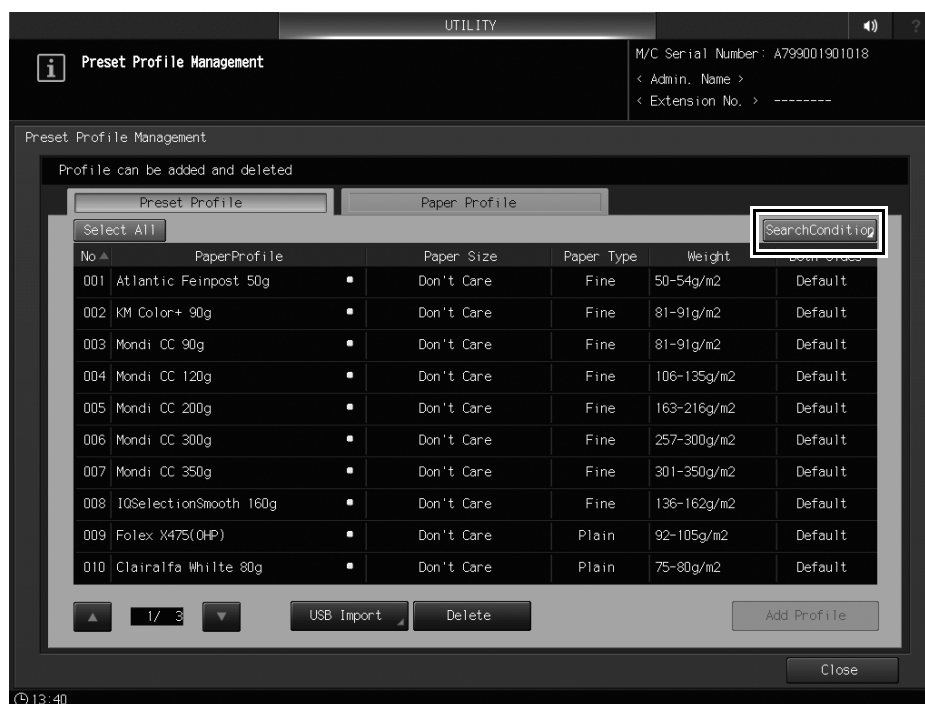 UTILITY
?
i Preset Profile Management
M/C Serial Number: A799001901018
< Admin. Name >
< Extension No. > --------
Preset Profile Management
Profile can be added and deleted
Preset Profile Paper Profile
Select All SearchCondition
No PaperProfile Paper Size Paper Type Weight Both Sides
001 Atlantic Feinpost 50g Don't Care Fine 50-54g/m2 Default
002 KM Color+ 90g Don't Care Fine 81-91g/m2 Default
003 Mondi CC 90g Don't Care Fine 81-91g/m2 Default
004 Mondi CC 120g Don't Care Fine 106-135g/m2 Default
005 Mondi CC 200g Don't Care Fine 163-216g/m2 Default
006 Mondi CC 300g Don't Care Fine 257-300g/m2 Default
007 Mondi CC 350g Don't Care Fine 301-350g/m2 Default
008 IQSelectionSmooth 160g Don't Care Fine 136-162g/m2 Default
009 Folex X475(OHP) Don't Care Plain 92-105g/m2 Default
010 Clairalfa Whilte 80g Don't Care Plain 75-80g/m2 Default
1/ 3 USB Import Delete Add Profile
Close
13:40